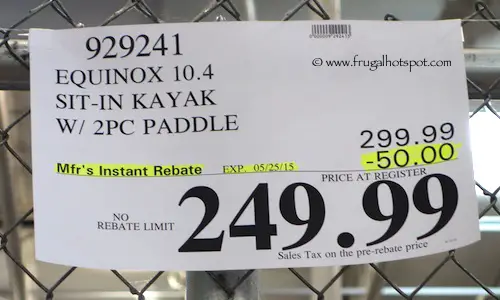 929241
© www.frugalhotspot.com
EQUINOX 10.4
SIT-IN KAYAK
W/ 2PC PADDLE
299.99
Mfr's Instant Rebate EXP. 05/25/15 -50.00
PRICE AT REGISTER
NO
REBATE LIMIT
249.99
Sales Tax on the pre-rebate price